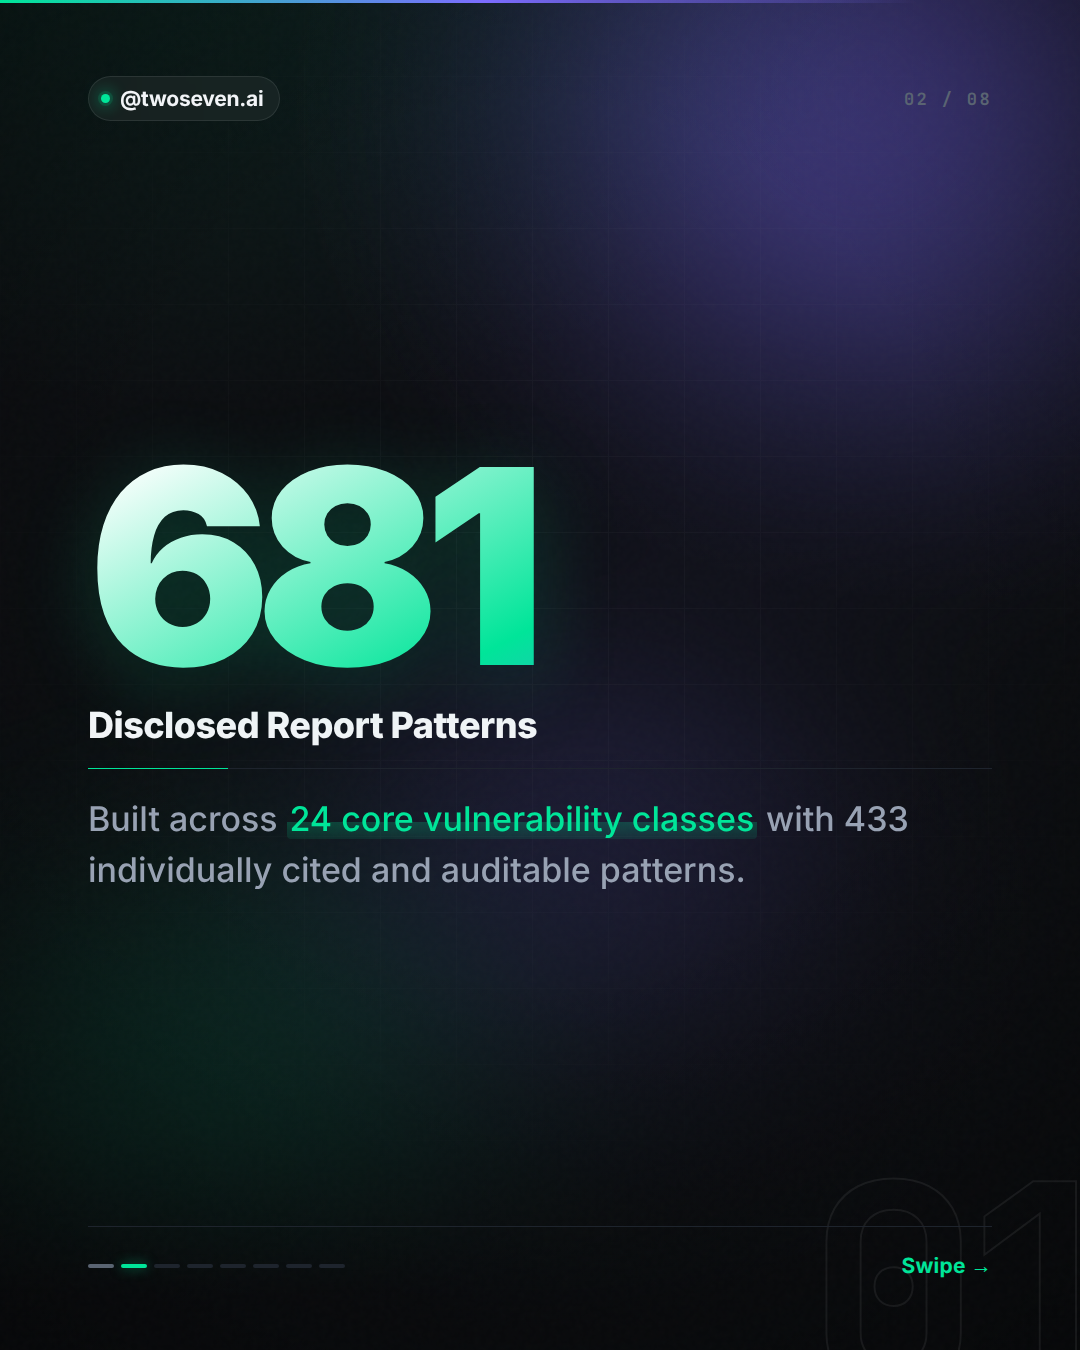 @twoseven.ai
02 / 08
681
Disclosed Report Patterns
Built across 24 core vulnerability classes with 433
individually cited and auditable patterns.
Swipe →
01